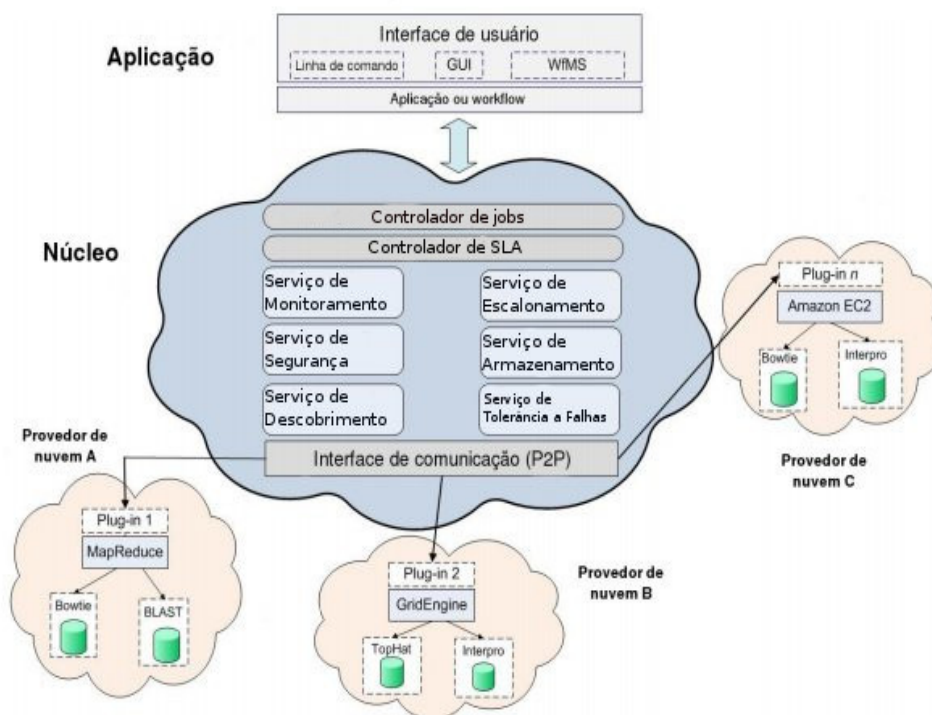 Aplicação
Interface de usuário
Linha de comando
GUI
WfMS
Aplicação ou workflow
Núcleo
Controlador de jobs
Controlador de SLA
Serviço de
Monitoramento
Serviço de
Escalonamento
Serviço de
Segurança
Serviço de
Armazenamento
Serviço de
Descobrimento
Serviço de
Tolerância a Falhas
Interface de comunicação (P2P)
Plug-in n
Amazon EC2
Bowtie
Interpro
Provedor de
nuvem C
Provedor de
nuvem A
Plug-in 1
MapReduce
Bowtie
BLAST
Plug-in 2
GridEngine
TopHat
Interpro
Provedor de
nuvem B